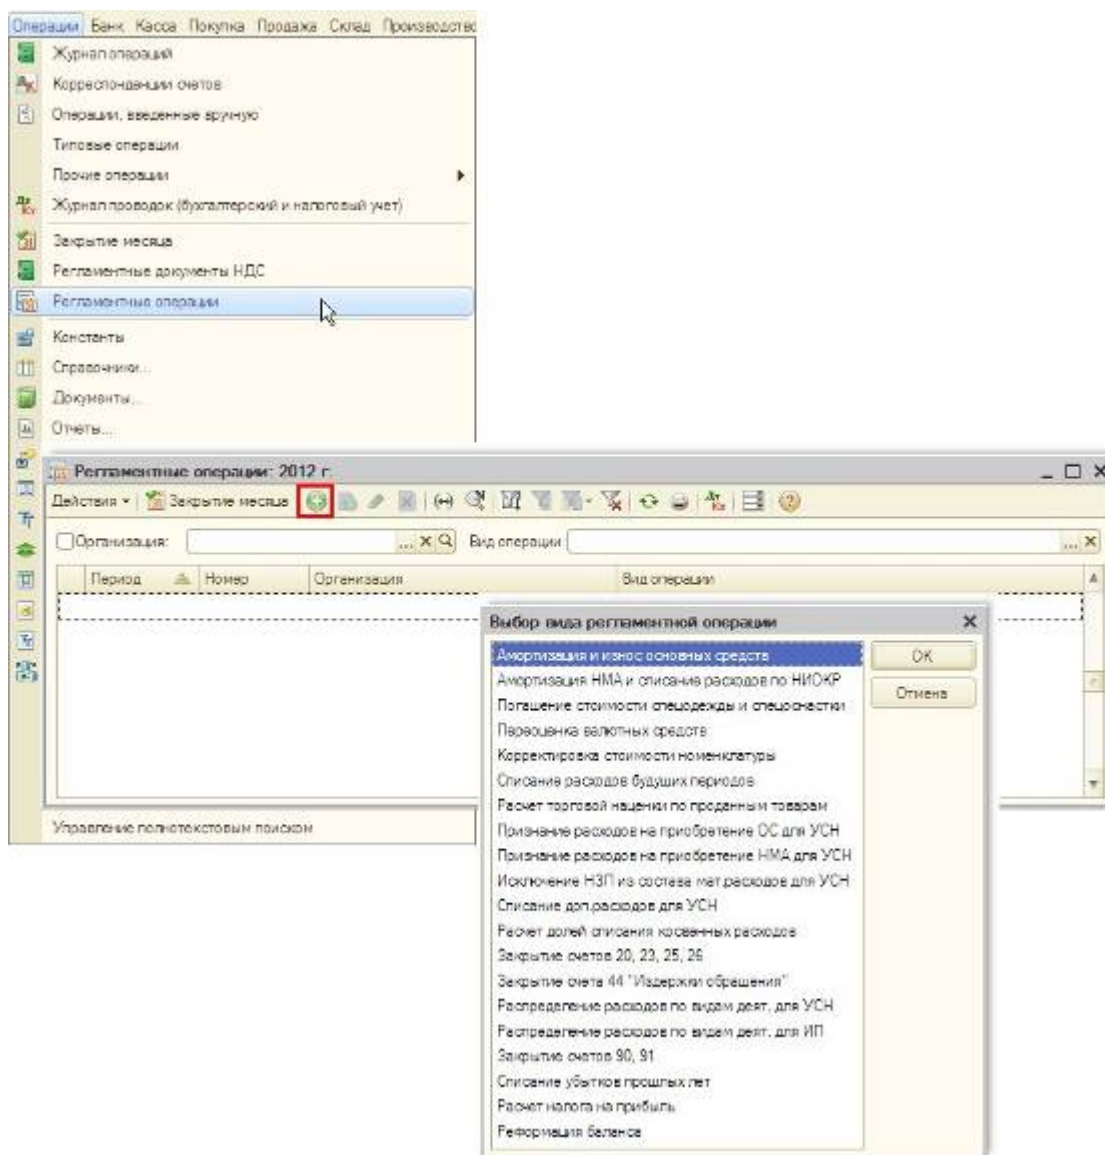 Операции Банк Касса Покупка Продажа Склад Производство
Журнал операций
Корреспонденции счетов
Операции, введенные вручную
Типовые операции
Прочие операции
Журнал проводок (бухгалтерский и налоговый учет)
Закрытие месяца
Регламентные документы НДС
Регламентные операции
Константы
Справочники...
Документы...
Отчеты...
Регламентные операции: 2012 г.
Действия Закрытие месяца
Организация: Вид операции
Период Номер Организация Вид операции
Выбор вида регламентной операции
Амортизация и износ основных средств
OK
Амортизация НМА и списание расходов по НИОКР
Отмена
Погашение стоимости спецодежды и спецоснастки
Переоценка валютных средств
Корректировка стоимости номенклатуры
Списание расходов будущих периодов
Расчет торговой наценки по проданным товарам
Признание расходов на приобретение ОС для УСН
Признание расходов на приобретение НМА для УСН
Исключение НЗП из состава мат.расходов для УСН
Списание доп.расходов для УСН
Расчет долей списания косвенных расходов
Закрытие счетов 20, 23, 25, 26
Закрытие счета 44 "Издержки обращения"
Распределение расходов по видам деят. для УСН
Распределение расходов по видам деят. для ИП
Закрытие счетов 90, 91
Списание убытков прошлых лет
Расчет налога на прибыль
Реформация баланса
Управление полнотекстовым поиском